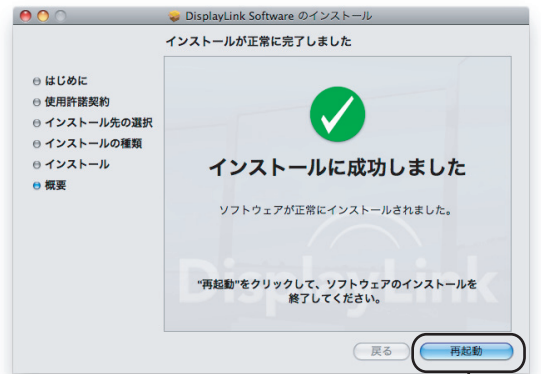 DisplayLink Software のインストール
インストールが正常に完了しました
はじめに
使用許諾契約
インストール先の選択
インストールの種類
インストール
概要
インストールに成功しました
ソフトウェアが正常にインストールされました。
DisplayLink
"再起動"をクリックして、ソフトウェアのインストールを
終了してください。
戻る
再起動